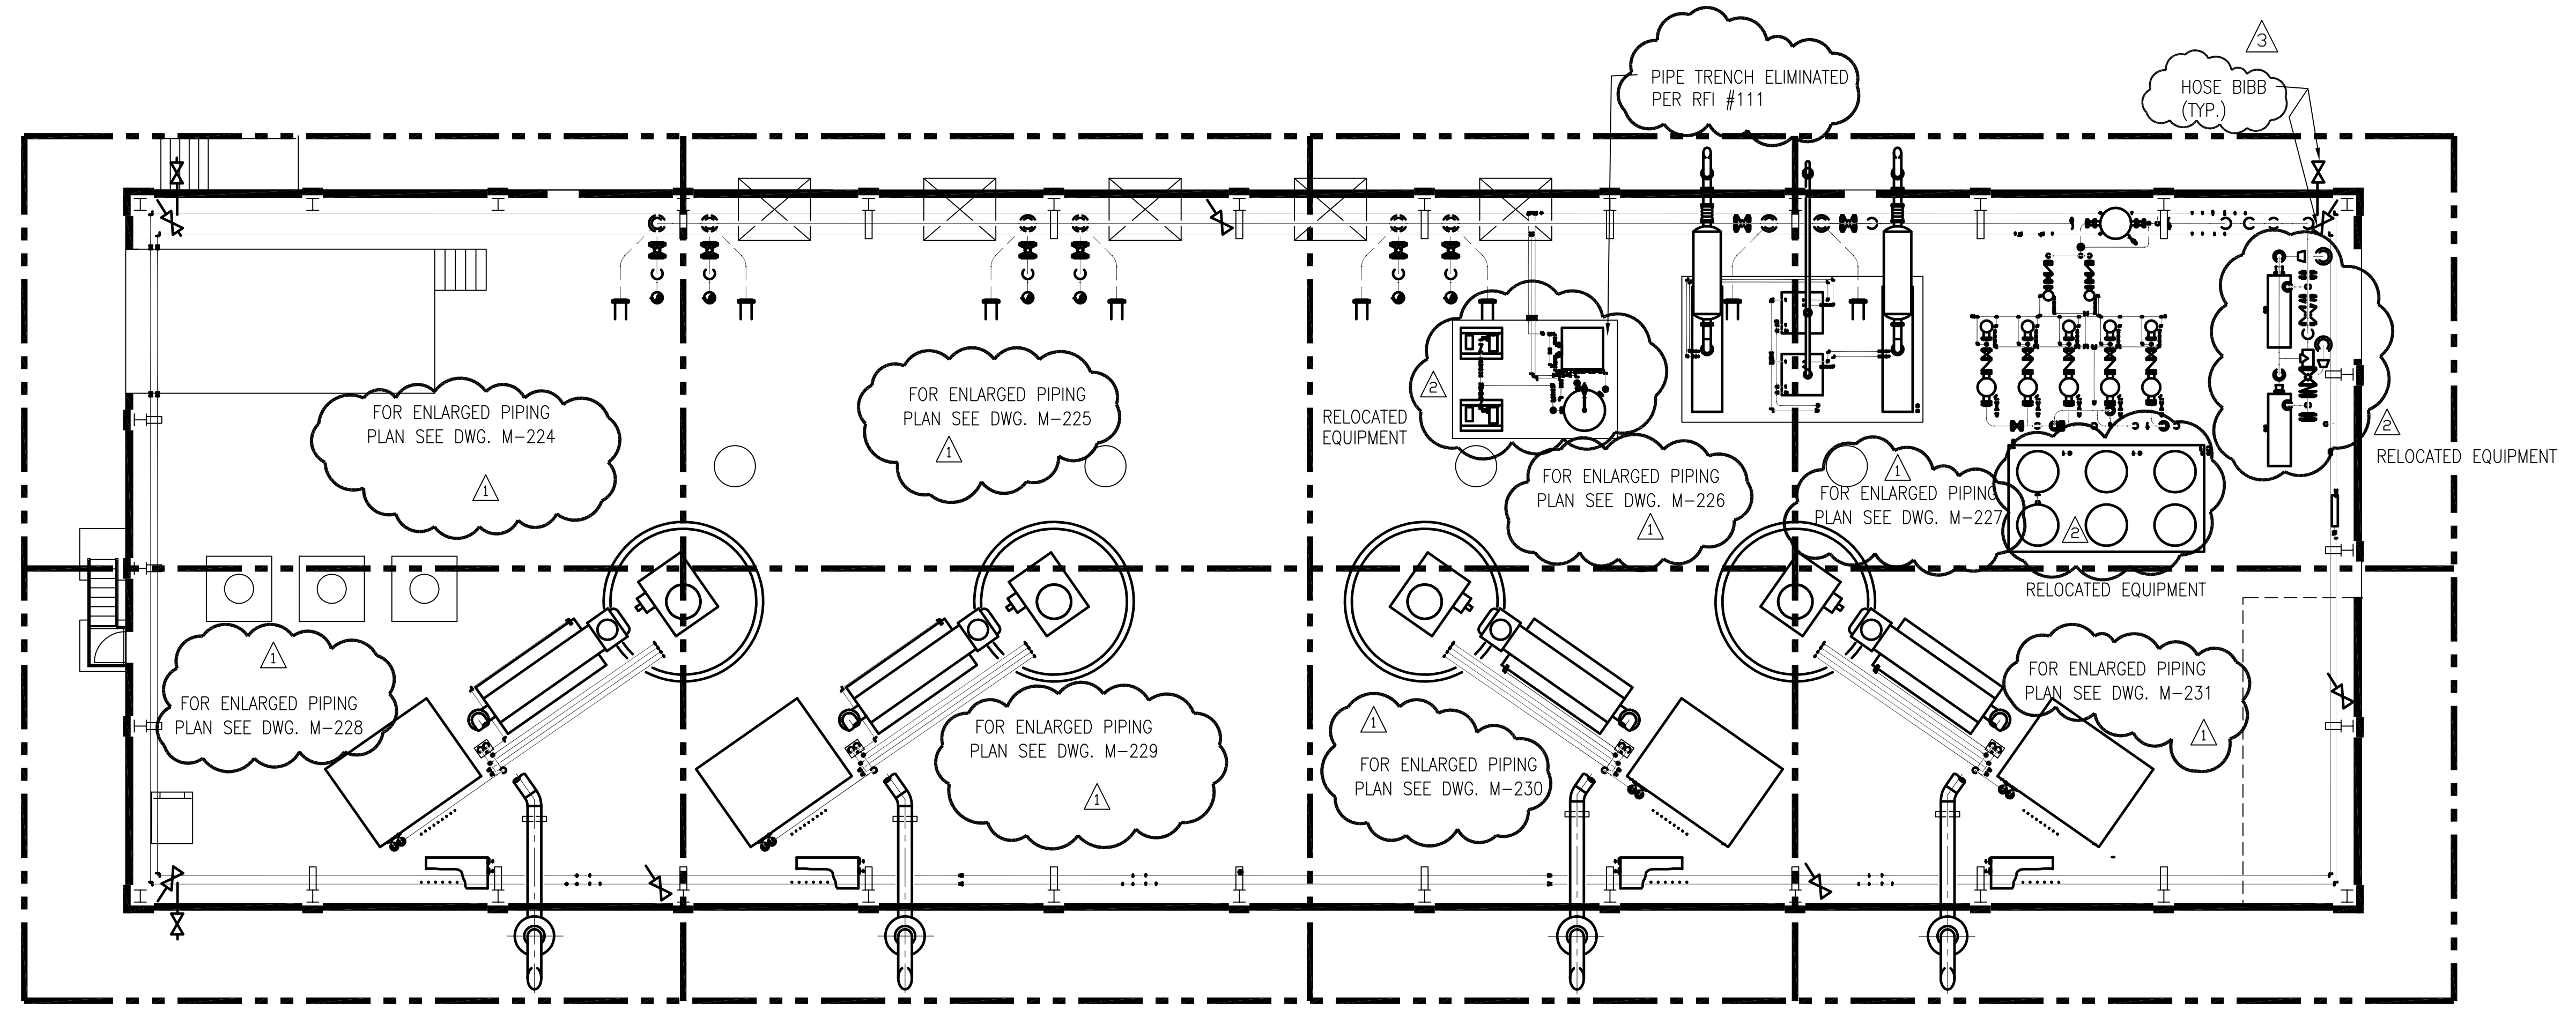 3
PIPE TRENCH ELIMINATED
PER RFI #111
HOSE BIBB
(TYP.)
FOR ENLARGED PIPING
PLAN SEE DWG. M-224
1
FOR ENLARGED PIPING
PLAN SEE DWG. M-225
1
2
RELOCATED
EQUIPMENT
FOR ENLARGED PIPING
PLAN SEE DWG. M-226
1
1
FOR ENLARGED PIPING
PLAN SEE DWG. M-227
2
RELOCATED EQUIPMENT
2
RELOCATED EQUIPMENT
1
FOR ENLARGED PIPING
PLAN SEE DWG. M-228
FOR ENLARGED PIPING
PLAN SEE DWG. M-229
1
1
FOR ENLARGED PIPING
PLAN SEE DWG. M-230
FOR ENLARGED PIPING
PLAN SEE DWG. M-231
1